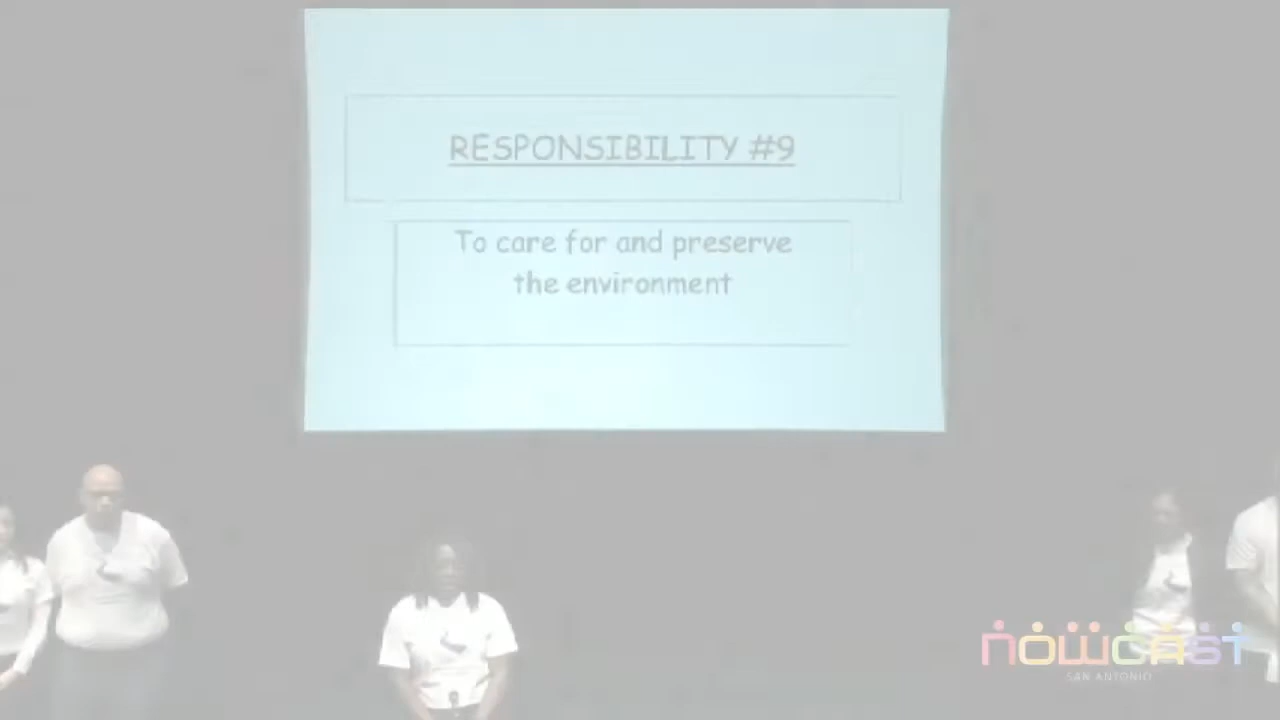 RESPONSIBILITY #9
To care for and preserve
the environment
NOWCAST
SAN ANTONIO